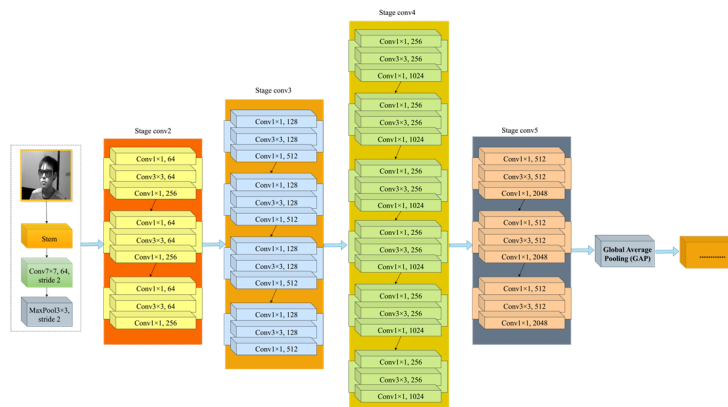 Stem
Conv7×7, 64,
stride 2
MaxPool3×3,
stride 2
Stage conv2
Conv1×1, 64
Conv3×3, 64
Conv1×1, 256
Conv1×1, 64
Conv3×3, 64
Conv1×1, 256
Conv1×1, 64
Conv3×3, 64
Conv1×1, 256
Stage conv3
Conv1×1, 128
Conv3×3, 128
Conv1×1, 512
Conv1×1, 128
Conv3×3, 128
Conv1×1, 512
Conv1×1, 128
Conv3×3, 128
Conv1×1, 512
Conv1×1, 128
Conv3×3, 128
Conv1×1, 512
Stage conv4
Conv1×1, 256
Conv3×3, 256
Conv1×1, 1024
Conv1×1, 256
Conv3×3, 256
Conv1×1, 1024
Conv1×1, 256
Conv3×3, 256
Conv1×1, 1024
Conv1×1, 256
Conv3×3, 256
Conv1×1, 1024
Conv1×1, 256
Conv3×3, 256
Conv1×1, 1024
Conv1×1, 256
Conv3×3, 256
Conv1×1, 1024
Stage conv5
Conv1×1, 512
Conv3×3, 512
Conv1×1, 2048
Conv1×1, 512
Conv3×3, 512
Conv1×1, 2048
Conv1×1, 512
Conv3×3, 512
Conv1×1, 2048
Global Average
Pooling (GAP)
............